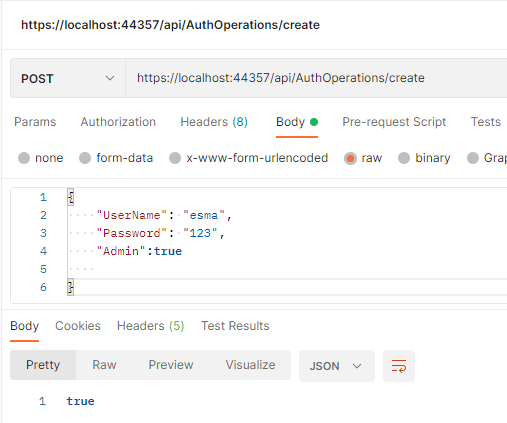 https://localhost:44357/api/AuthOperations/create
POST https://localhost:44357/api/AuthOperations/create
Params Authorization Headers (8) Body Pre-request Script Tests
none form-data x-www-form-urlencoded raw binary Grap
1 {
2 "UserName": "esma",
3 "Password": "123",
4 "Admin":true
5
6 }
Body Cookies Headers (5) Test Results
Pretty Raw Preview Visualize JSON
1 true